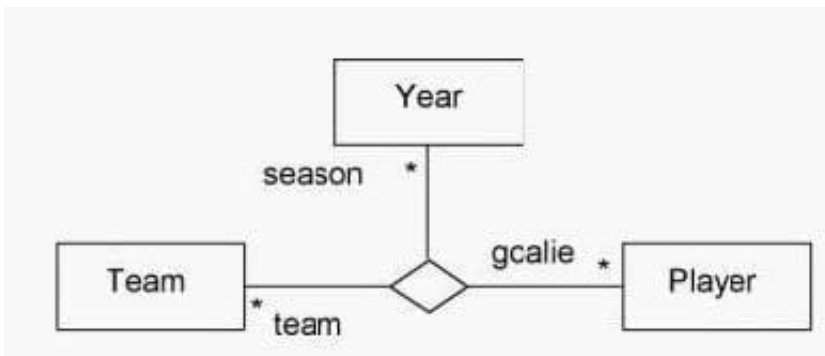 Year
season *
gcalie *
Team
Player
* team